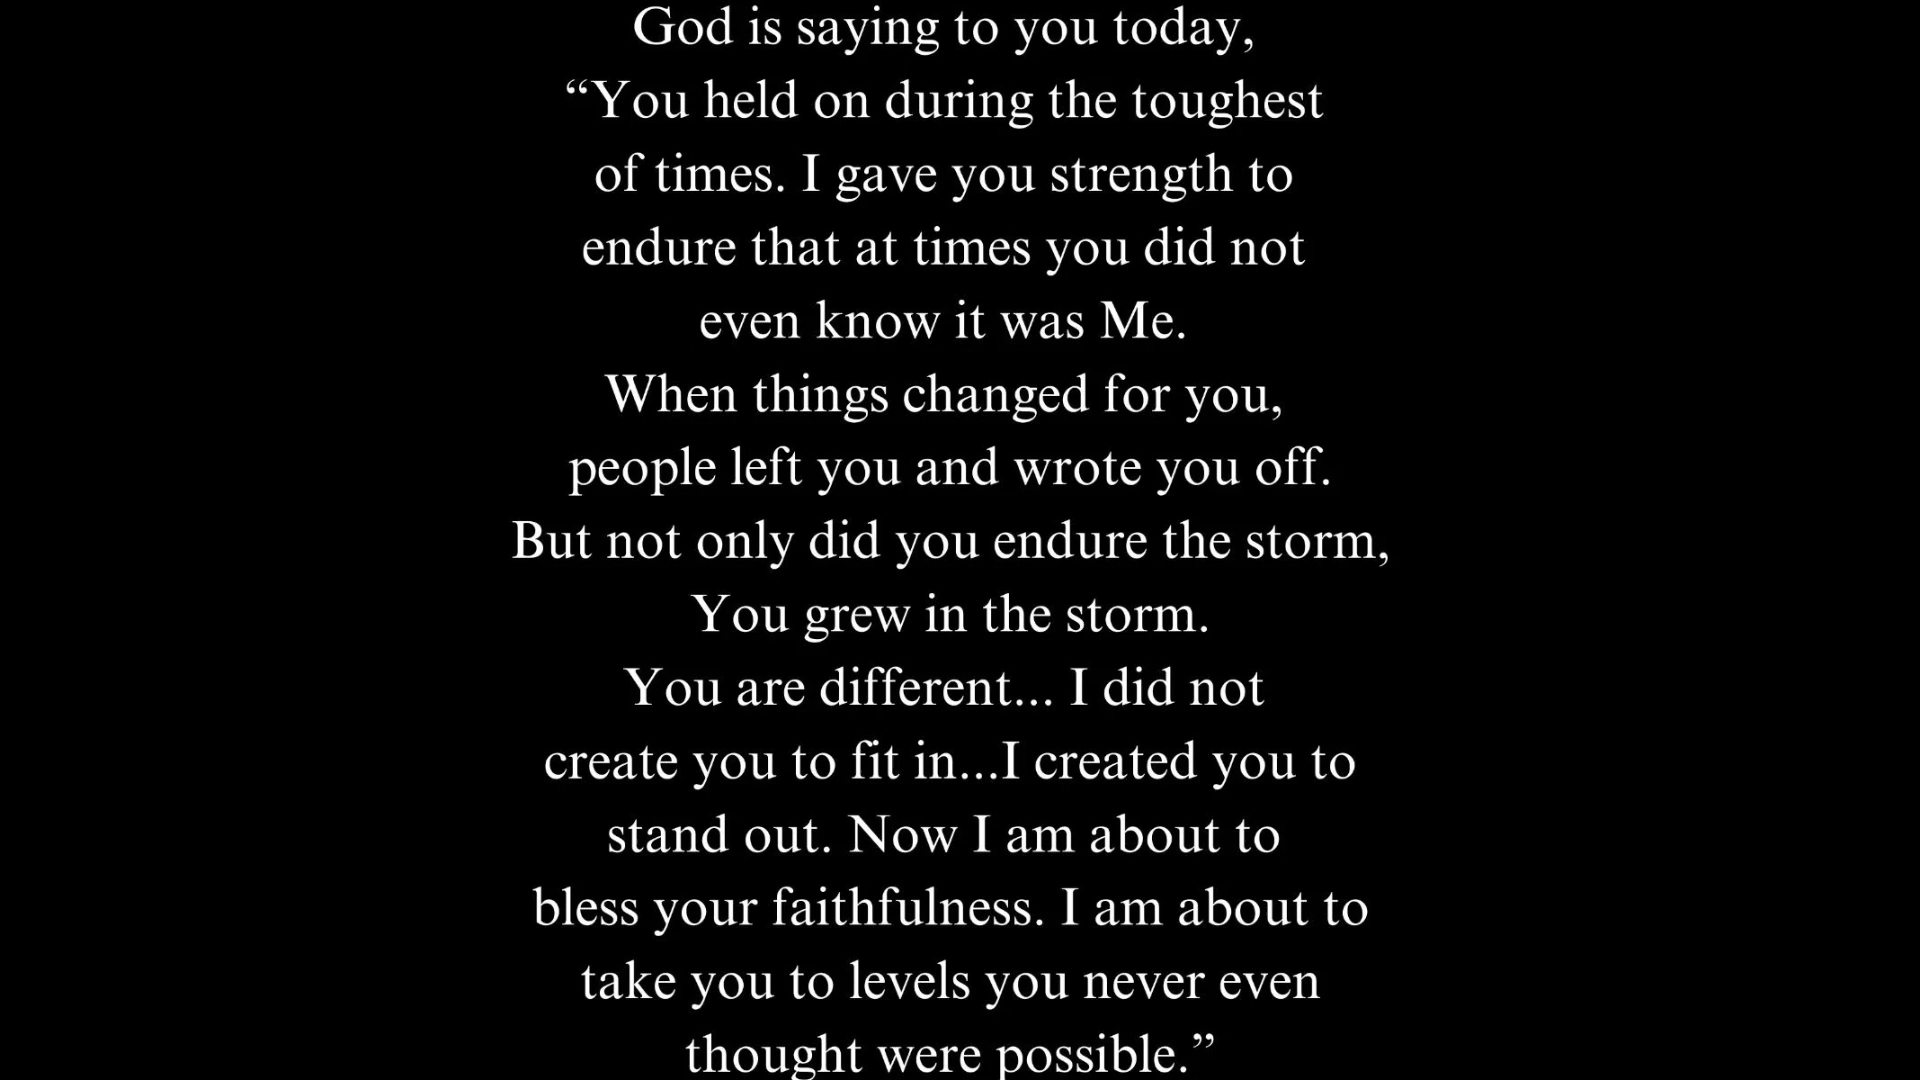 God is saying to you today,
“You held on during the toughest
of times. I gave you strength to
endure that at times you did not
even know it was Me.
When things changed for you,
people left you and wrote you off.
But not only did you endure the storm,
You grew in the storm.
You are different... I did not
create you to fit in...I created you to
stand out. Now I am about to
bless your faithfulness. I am about to
take you to levels you never even
thought were possible.”